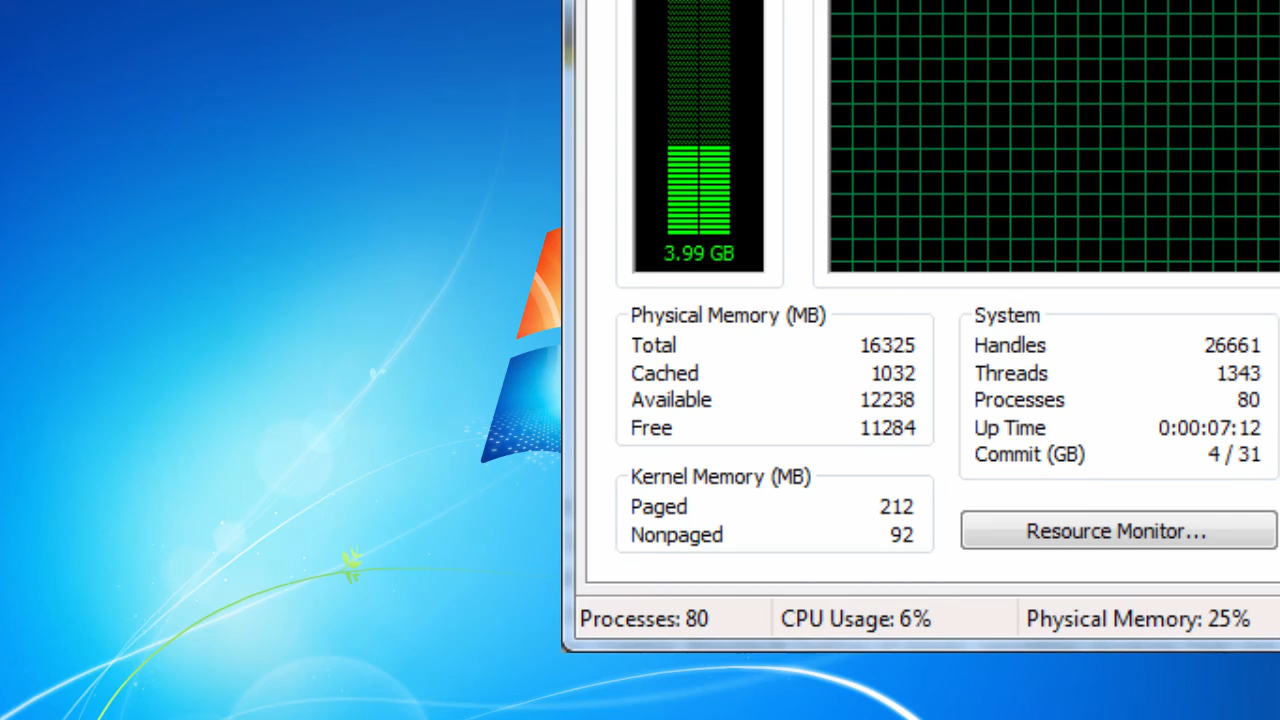 3.99 GB
Physical Memory (MB)
Total 16325
Cached 1032
Available 12238
Free 11284
Kernel Memory (MB)
Paged 212
Nonpaged 92
System
Handles 26661
Threads 1343
Processes 80
Up Time 0:00:07:12
Commit (GB) 4 / 31
Resource Monitor...
Processes: 80 CPU Usage: 6% Physical Memory: 25%